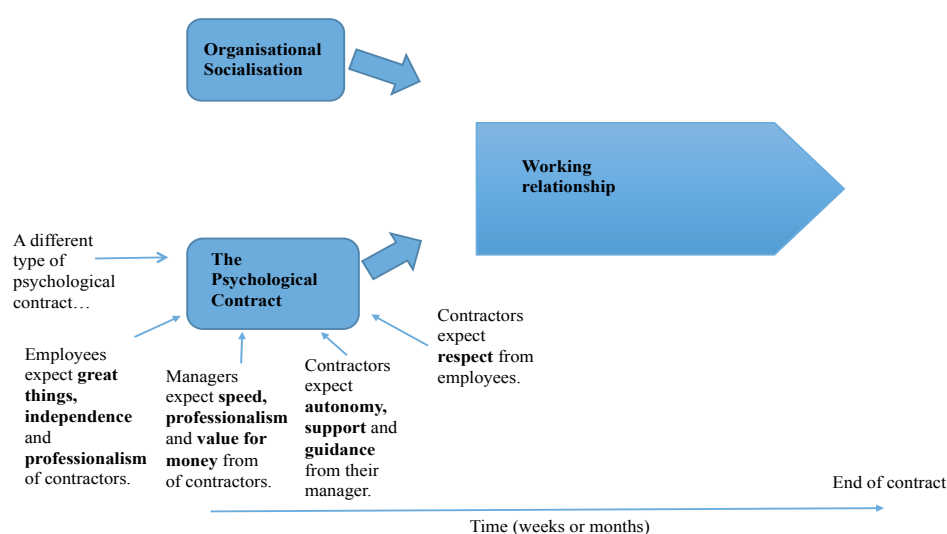 Organisational
Socialisation
Working
relationship
A different
type of
psychological
contract…
The
Psychological
Contract
Employees
expect great
things,
independence
and
professionalism
of contractors.
Managers
expect speed,
professionalism
and value for
money from
of contractors.
Contractors
expect
autonomy,
support and
guidance
from their
manager.
Contractors
expect
respect from
employees.
End of contract
Time (weeks or months)